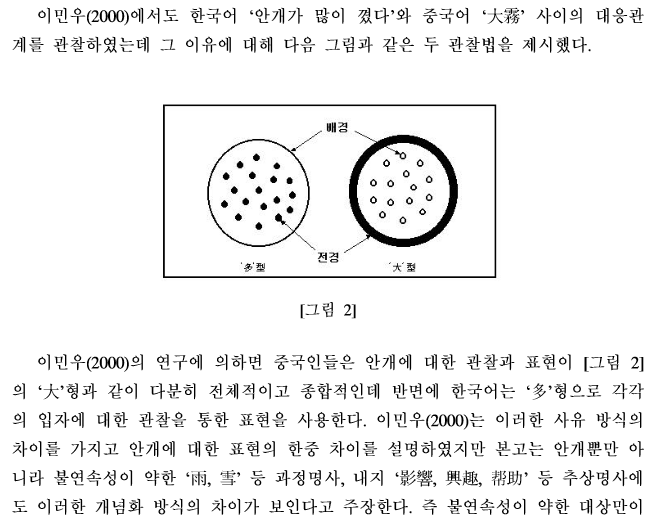 이민우(2000)에서도 한국어 ‘안개가 많이 꼈다’와 중국어 ‘大霧’ 사이의 대응관
계를 관찰하였는데 그 이유에 대해 다음 그림과 같은 두 관찰법을 제시했다.
배경
전경
‘多’型
‘大’型
[그림 2]
이민우(2000)의 연구에 의하면 중국인들은 안개에 대한 관찰과 표현이 [그림 2]
의 ‘大’형과 같이 다분히 전체적이고 종합적인데 반면에 한국어는 ‘多’형으로 각각
의 입자에 대한 관찰을 통한 표현을 사용한다. 이민우(2000)는 이러한 사유 방식의
차이를 가지고 안개에 대한 표현의 한중 차이를 설명하였지만 본고는 안개뿐만 아
니라 불연속성이 약한 ‘雨, 雪’ 등 과정명사, 내지 ‘影響, 興趣, 帮助’ 등 추상명사에
도 이러한 개념화 방식의 차이가 보인다고 주장한다. 즉 불연속성이 약한 대상만이